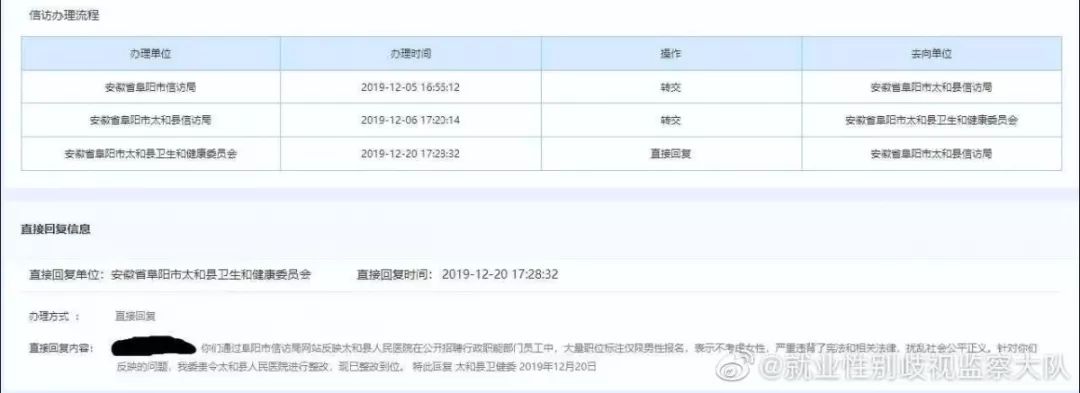 信访办理流程
办理单位 办理时间 操作 去向单位
安徽省阜阳市信访局 2019-12-05 16:55:12 转交 安徽省阜阳市太和县信访局
安徽省阜阳市太和县信访局 2019-12-06 17:20:14 转交 安徽省阜阳市太和县卫生和健康委员会
安徽省阜阳市太和县卫生和健康委员会 2019-12-20 17:28:32 直接回复 安徽省阜阳市太和县信访局
直接回复信息
直接回复单位: 安徽省阜阳市太和县卫生和健康委员会 直接回复时间: 2019-12-20 17:28:32
办理方式 : 直接回复
直接回复内容: 你们通过阜阳市信访局网站反映太和县人民医院在公开招聘行政职能部门员工中，大量职位标注仅限男性报名，表示不考虑女性，严重违背了宪法和相关法律，扰乱社会公平正义。针对你们
反映的问题，我委责令太和县人民医院进行整改，现已整改到位。 特此回复 太和县卫健委 2019年12月20日
@就业性别歧视监察大队